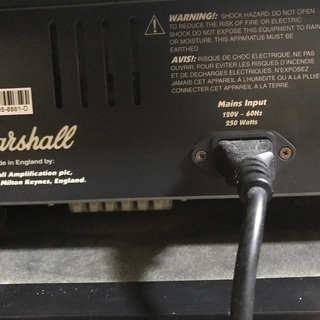 WARNING!: SHOCK HAZARD. DO NOT OPEN.
TO REDUCE THE RISK OF FIRE OR ELECTRIC
SHOCK DO NOT EXPOSE THIS EQUIPMENT TO RAIN
OR MOISTURE. THIS APPARATUS MUST BE
EARTHED
AVIS!: RISQUE DE CHOC ELECTRIQUE. NE PAS
OUVRIR. POUR EVITER LES RISQUES D'INCENDIE
ET DE DECHARGES ELECTRIQUES, N'EXPOSEZ
JAMAIS CET APPAREIL A L'HUMIDITE OU A LA PLUIE
CONNECTER CET APPAREIL A LA TERRE.
Mains Input
120V - 60Hz
250 Watts
arshall
in England by:
Amplification plc,
Milton Keynes, England.